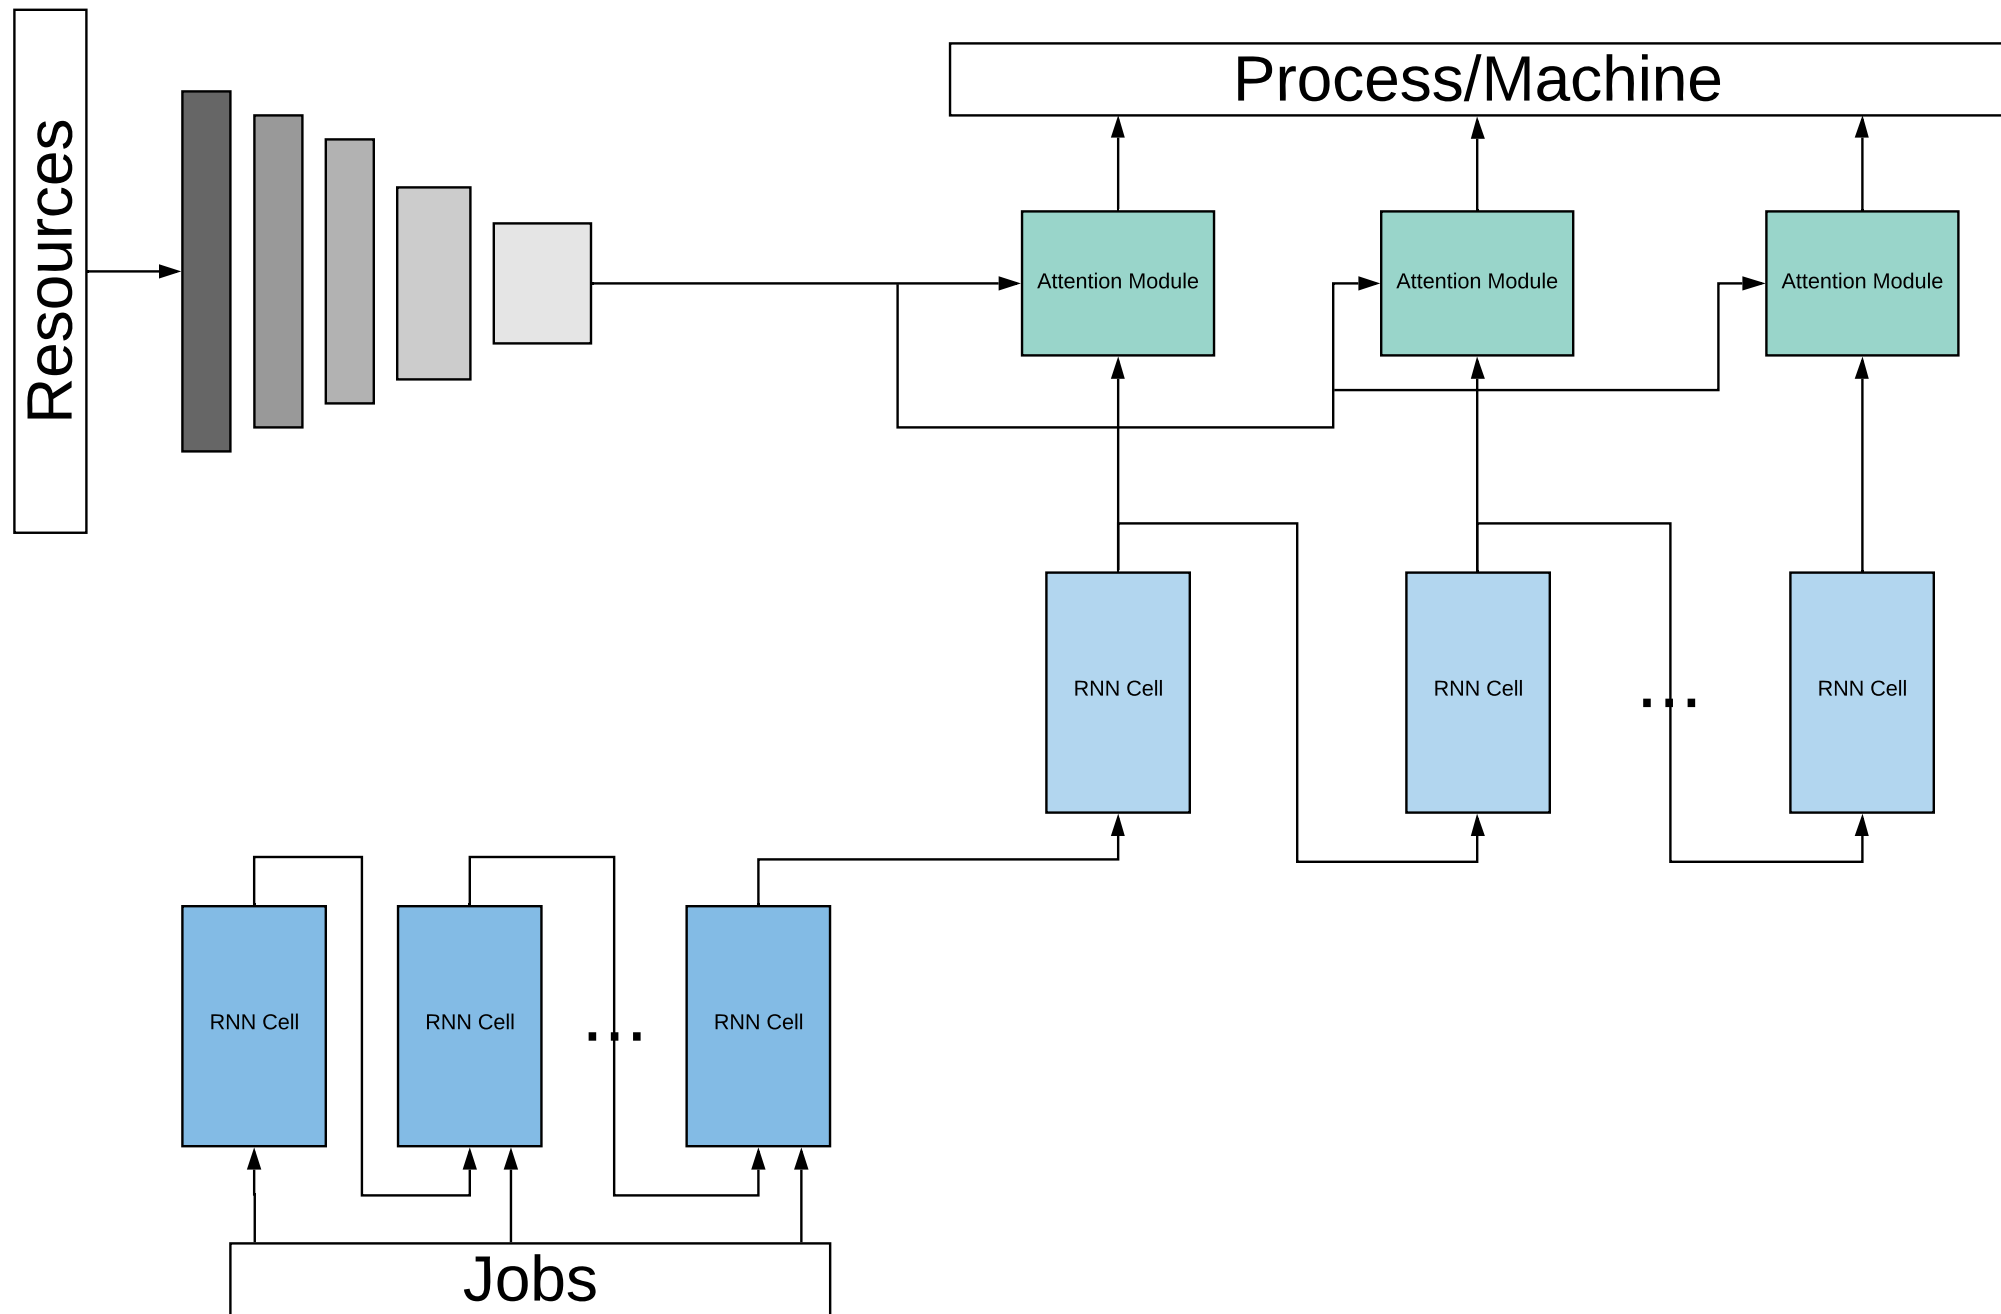 Resources
Process/Machine
Attention Module
Attention Module
Attention Module
RNN Cell
RNN Cell
...
RNN Cell
RNN Cell
RNN Cell
...
RNN Cell
Jobs